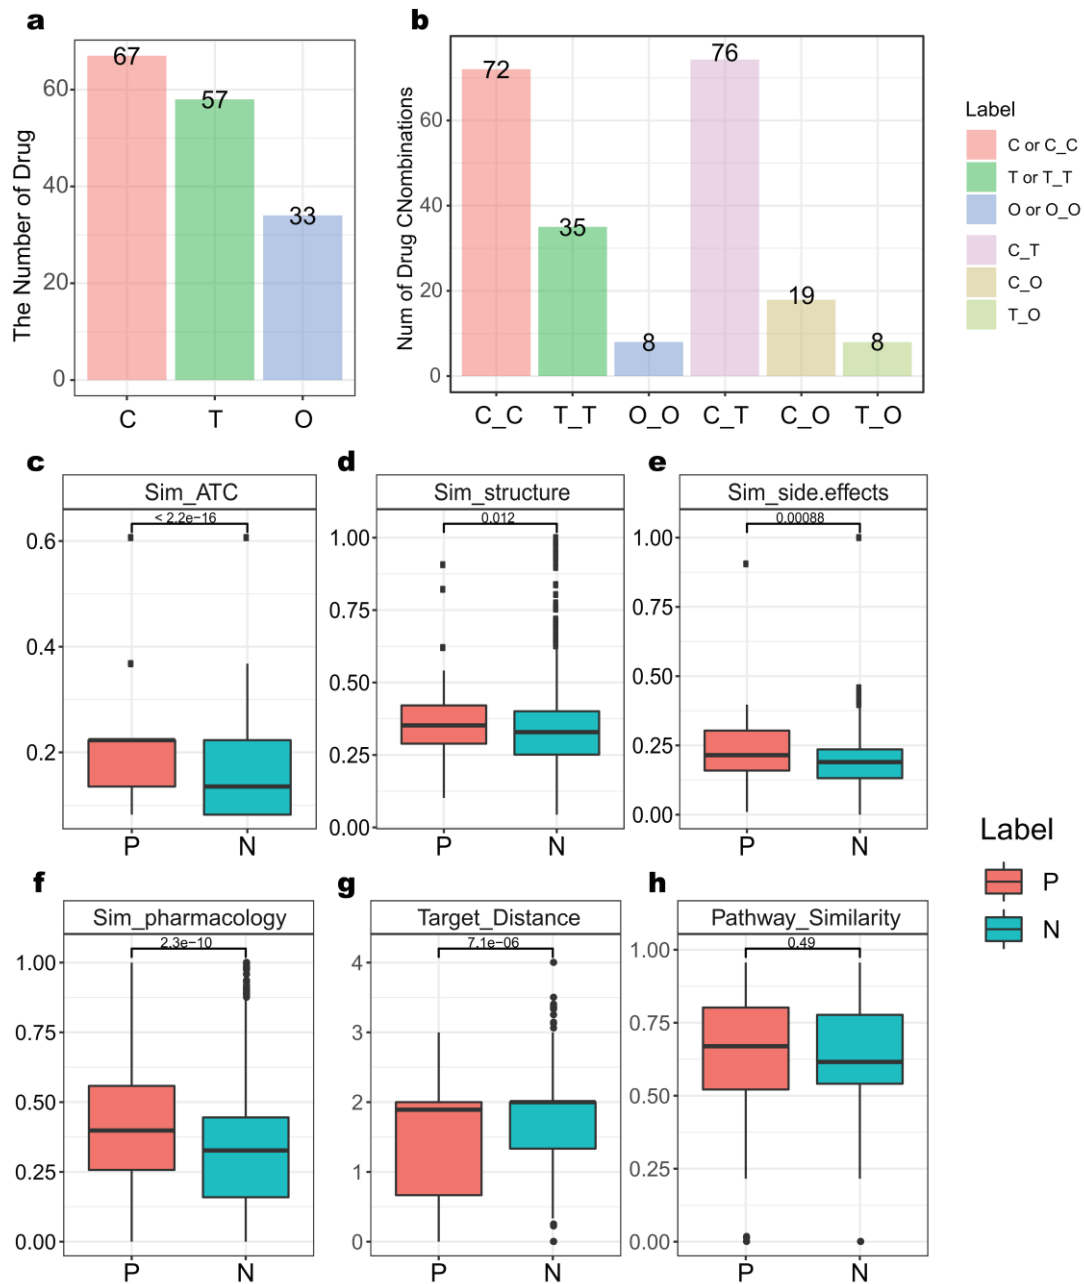 a
The Number of Drug
60
40
20
0
67
57
33
C T O
b
Num of Drug CNombinations
60
40
20
0
72
35
8
76
19
8
C_C T_T O_O C_T C_O T_O
Label
C or C_C
T or T_T
O or O_O
C_T
C_O
T_O
c
Sim_ATC
< 2.2e−16
0.6
0.4
0.2
P N
d
Sim_structure
0.012
1.00
0.75
0.50
0.25
0.00
P N
e
Sim_side.effects
0.00088
1.00
0.75
0.50
0.25
0.00
P N
f
Sim_pharmacology
2.3e−10
1.00
0.75
0.50
0.25
0.00
P N
g
Target_Distance
7.1e−06
4
3
2
1
0
P N
h
Pathway_Similarity
0.49
1.00
0.75
0.50
0.25
0.00
P N
Label
P
N